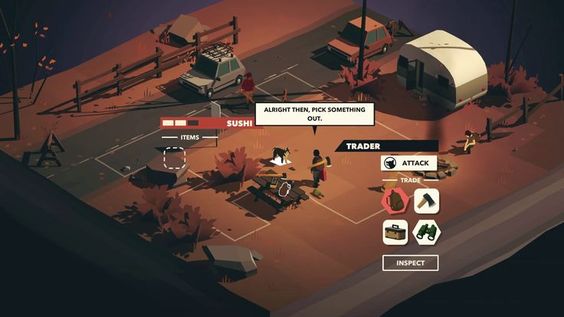 ALRIGHT THEN, PICK SOMETHING
OUT.
SUSHI
ITEMS
TRADER
ATTACK
TRADE
INSPECT